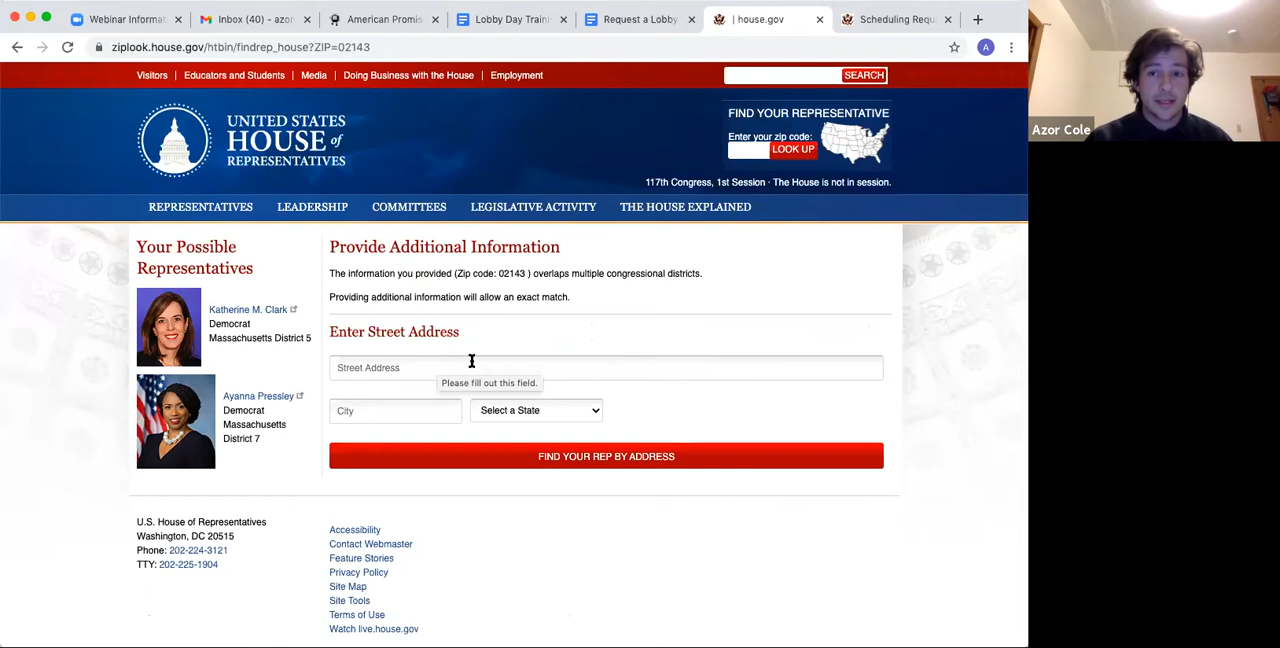 Webinar Informat
Inbox (40) - azor
American Promis
Lobby Day Traini
Request a Lobby
| house.gov
Scheduling Requ
ziplook.house.gov/htbin/findrep_house?ZIP=02143
A
Visitors | Educators and Students | Media | Doing Business with the House | Employment
SEARCH
UNITED STATES
HOUSE of
REPRESENTATIVES
FIND YOUR REPRESENTATIVE
Enter your zip code:
LOOK UP
117th Congress, 1st Session · The House is not in session.
REPRESENTATIVES LEADERSHIP COMMITTEES LEGISLATIVE ACTIVITY THE HOUSE EXPLAINED
Your Possible
Representatives
Katherine M. Clark
Democrat
Massachusetts District 5
Ayanna Pressley
Democrat
Massachusetts
District 7
Provide Additional Information
The information you provided (Zip code: 02143 ) overlaps multiple congressional districts.
Providing additional information will allow an exact match.
Enter Street Address
Street Address
Please fill out this field.
City
Select a State
FIND YOUR REP BY ADDRESS
U.S. House of Representatives
Washington, DC 20515
Phone: 202-224-3121
TTY: 202-225-1904
Accessibility
Contact Webmaster
Feature Stories
Privacy Policy
Site Map
Site Tools
Terms of Use
Watch live.house.gov
Azor Cole